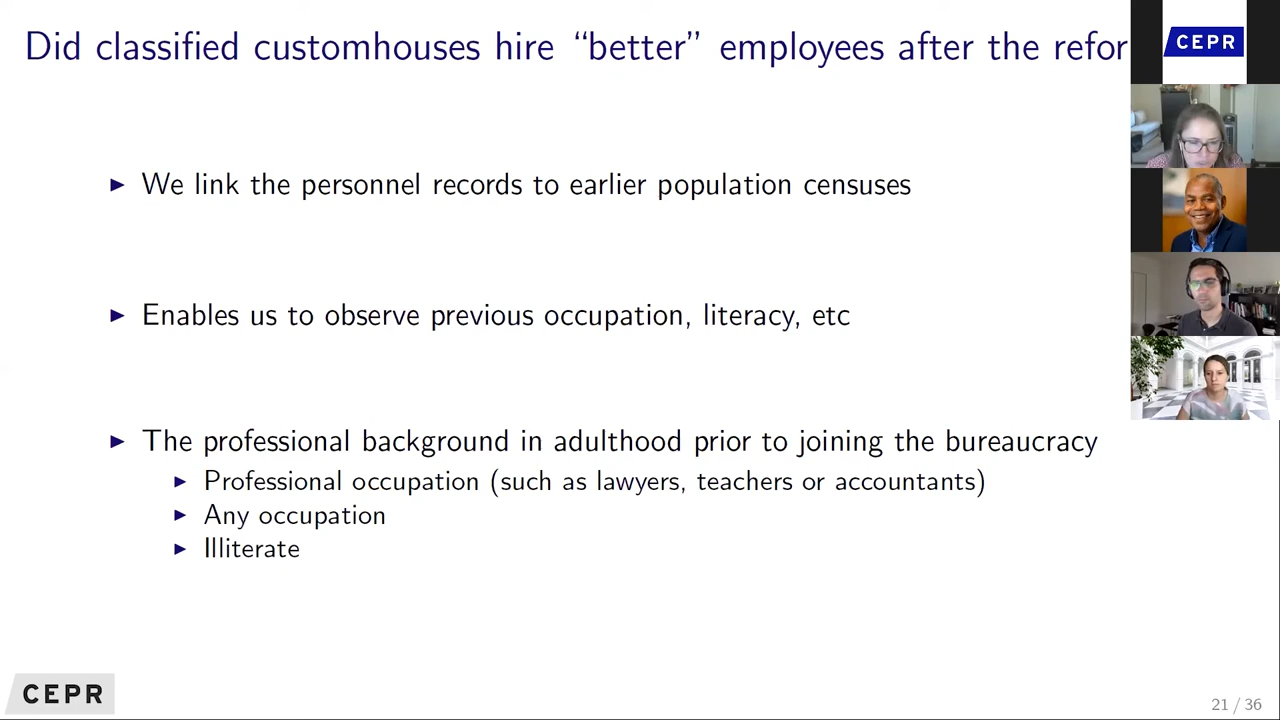 Did classified customhouses hire “better” employees after the refor
CEPR
► We link the personnel records to earlier population censuses
► Enables us to observe previous occupation, literacy, etc
► The professional background in adulthood prior to joining the bureaucracy
► Professional occupation (such as lawyers, teachers or accountants)
► Any occupation
► Illiterate
CEPR
21 / 36